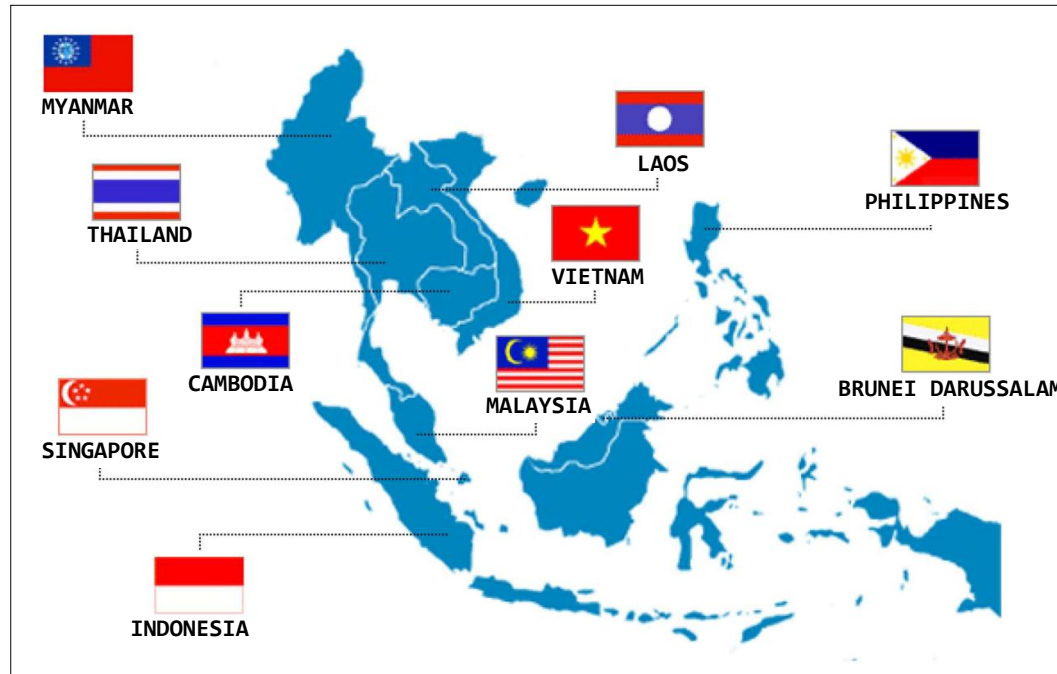 MYANMAR
LAOS
PHILIPPINES
THAILAND
VIETNAM
CAMBODIA
MALAYSIA
BRUNEI DARUSSALAM
SINGAPORE
INDONESIA